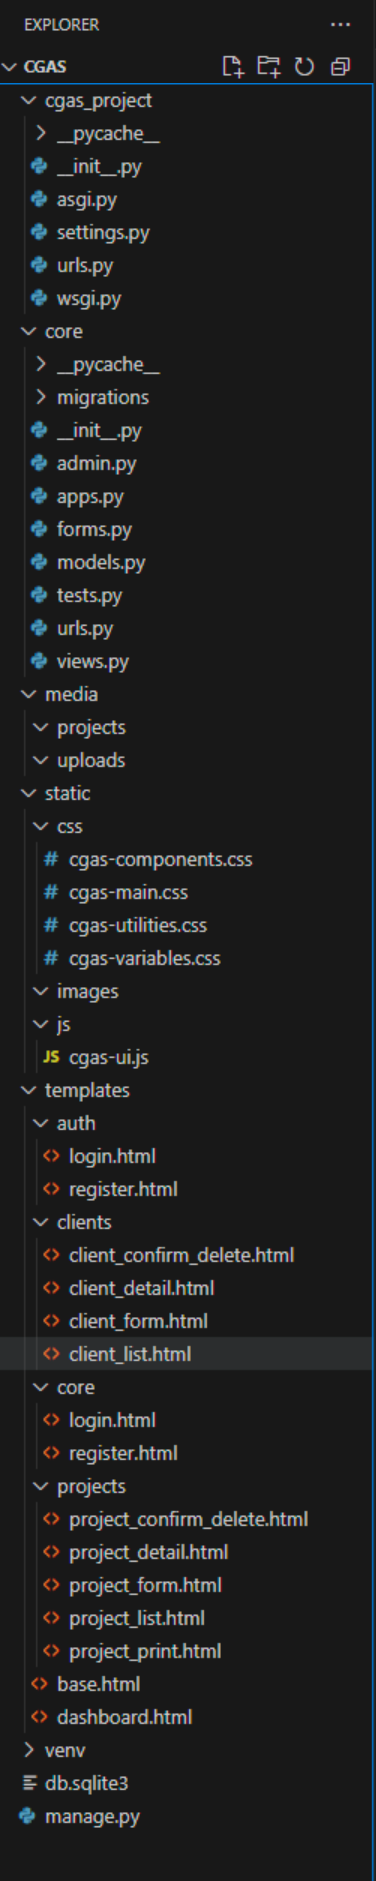 EXPLORER
CGAS
cgas_project
__pycache__
__init__.py
asgi.py
settings.py
urls.py
wsgi.py
core
__pycache__
migrations
__init__.py
admin.py
apps.py
forms.py
models.py
tests.py
urls.py
views.py
media
projects
uploads
static
css
# cgas-components.css
# cgas-main.css
# cgas-utilities.css
# cgas-variables.css
images
js
JS cgas-ui.js
templates
auth
<> login.html
<> register.html
clients
<> client_confirm_delete.html
<> client_detail.html
<> client_form.html
<> client_list.html
core
<> login.html
<> register.html
projects
<> project_confirm_delete.html
<> project_detail.html
<> project_form.html
<> project_list.html
<> project_print.html
<> base.html
<> dashboard.html
venv
db.sqlite3
manage.py